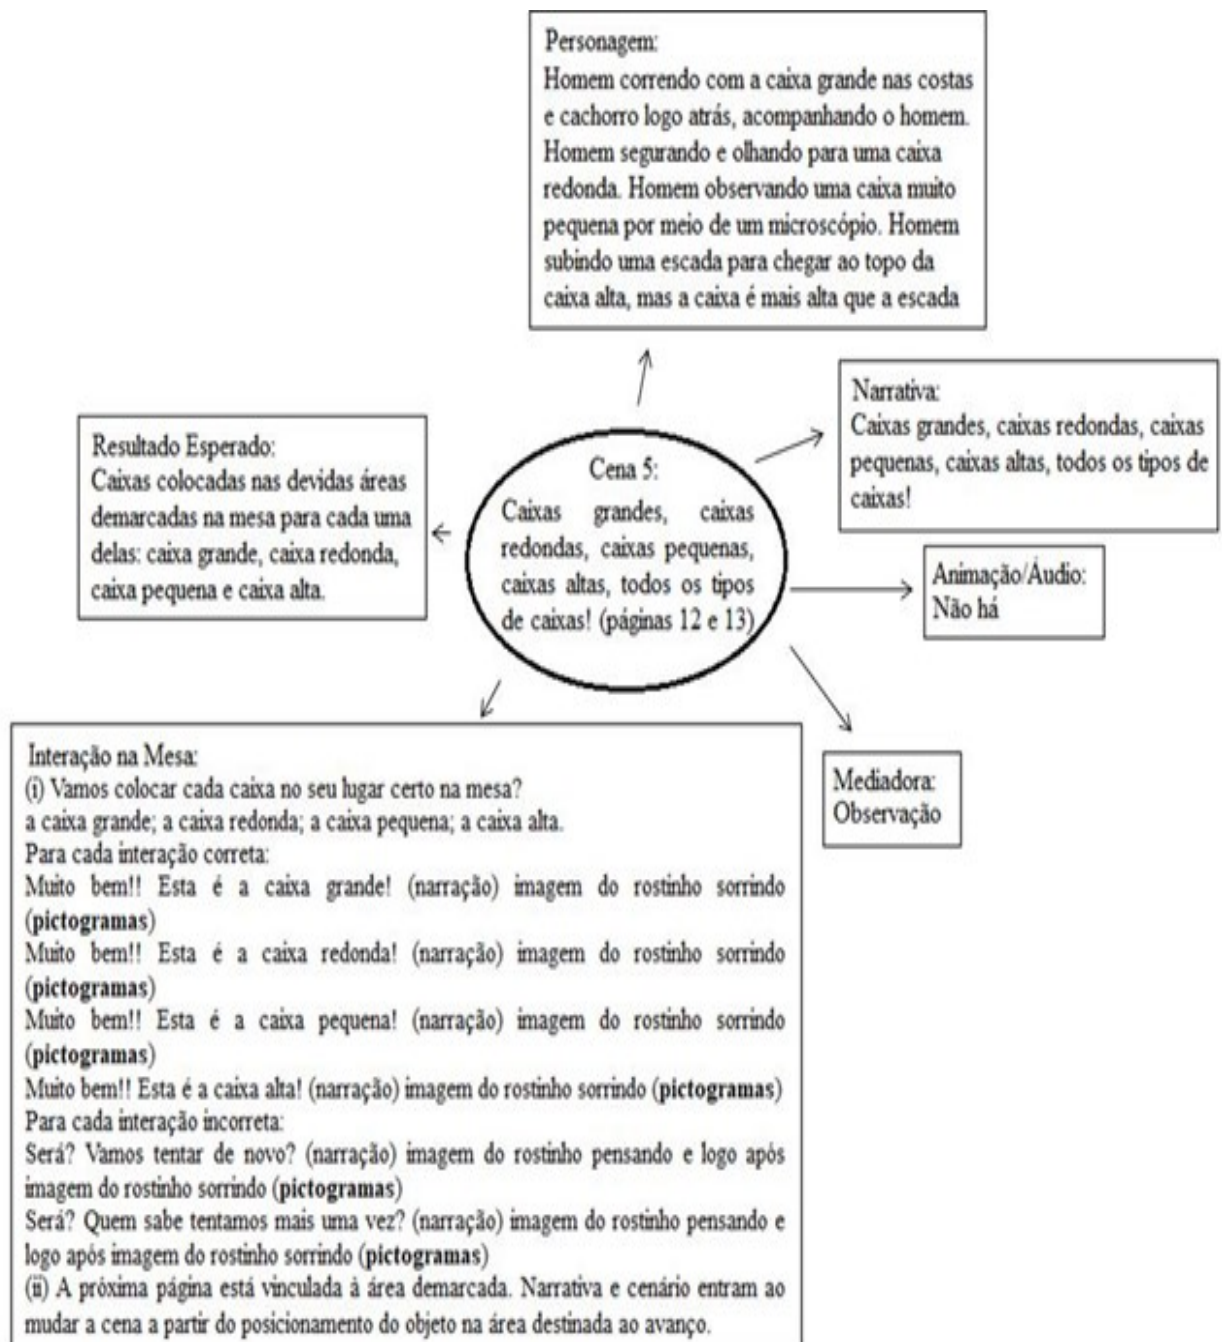 Personagem:
Homem correndo com a caixa grande nas costas
e cachorro logo atrás, acompanhando o homem.
Homem segurando e olhando para uma caixa
redonda. Homem observando uma caixa muito
pequena por meio de um microscópio. Homem
subindo uma escada para chegar ao topo da
caixa alta, mas a caixa é mais alta que a escada
Narrativa:
Caixas grandes, caixas redondas, caixas
pequenas, caixas altas, todos os tipos de
caixas!
Resultado Esperado:
Caixas colocadas nas devidas áreas
demarcadas na mesa para cada uma
delas: caixa grande, caixa redonda,
caixa pequena e caixa alta.
Cena 5:
Caixas grandes, caixas
redondas, caixas pequenas,
caixas altas, todos os tipos
de caixas! (páginas 12 e 13)
Animação/Áudio:
Não há
Mediadora:
Observação
Interação na Mesa:
(i) Vamos colocar cada caixa no seu lugar certo na mesa?
a caixa grande; a caixa redonda; a caixa pequena; a caixa alta.
Para cada interação correta:
Muito bem!! Esta é a caixa grande! (narração) imagem do rostinho sorrindo
(pictogramas)
Muito bem!! Esta é a caixa redonda! (narração) imagem do rostinho sorrindo
(pictogramas)
Muito bem!! Esta é a caixa pequena! (narração) imagem do rostinho sorrindo
(pictogramas)
Muito bem!! Esta é a caixa alta! (narração) imagem do rostinho sorrindo (pictogramas)
Para cada interação incorreta:
Será? Vamos tentar de novo? (narração) imagem do rostinho pensando e logo após
imagem do rostinho sorrindo (pictogramas)
Será? Quem sabe tentamos mais uma vez? (narração) imagem do rostinho pensando e
logo após imagem do rostinho sorrindo (pictogramas)
(ii) A próxima página está vinculada à área demarcada. Narrativa e cenário entram ao
mudar a cena a partir do posicionamento do objeto na área destinada ao avanço.